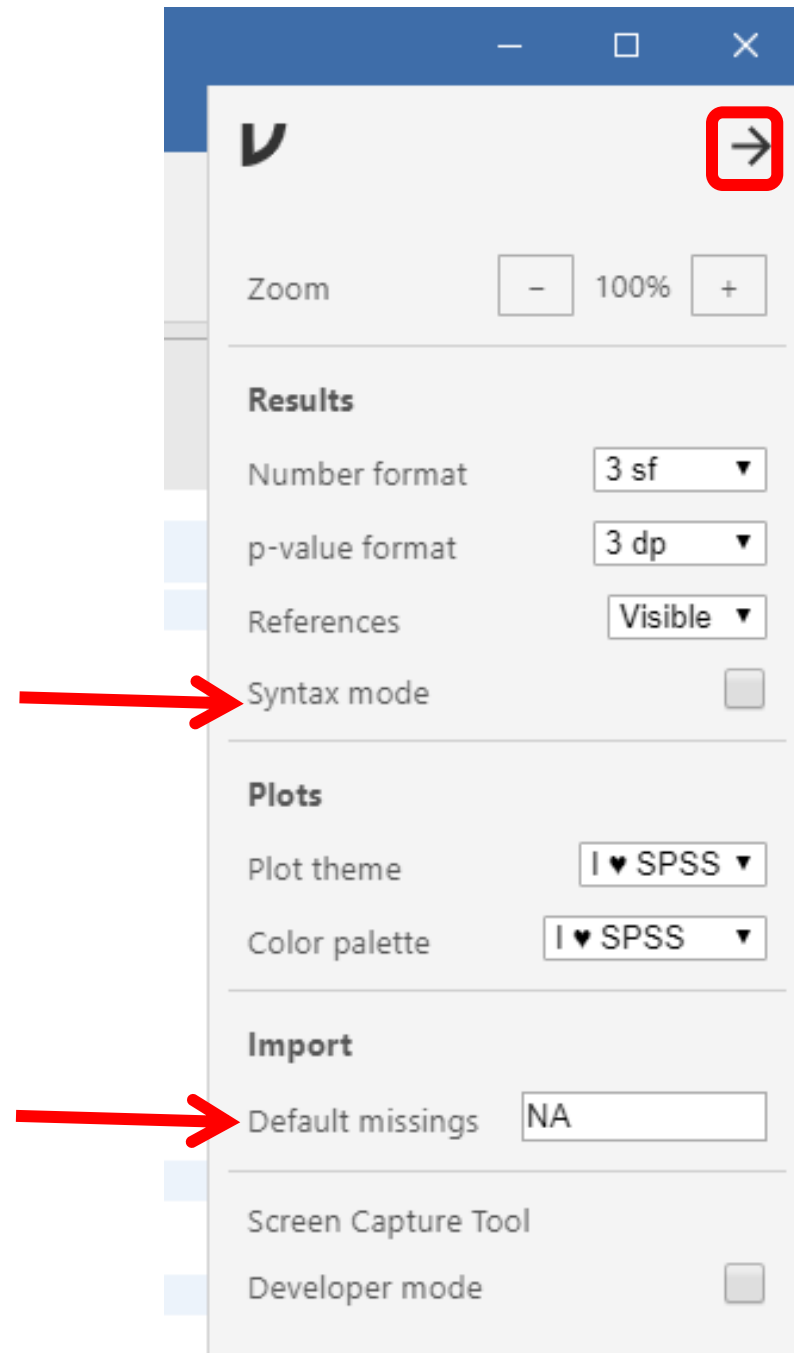 Zoom - 100% +
Results
Number format 3 sf
p-value format 3 dp
References Visible
Syntax mode
Plots
Plot theme I ♥ SPSS
Color palette I ♥ SPSS
Import
Default missings NA
Screen Capture Tool
Developer mode